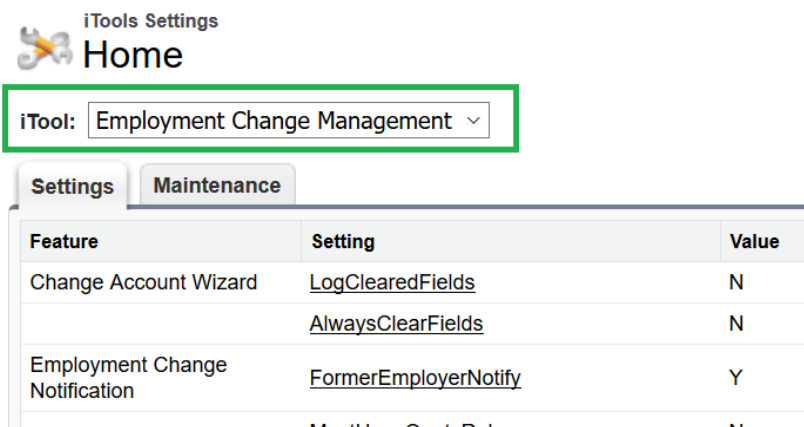 iTools Settings
Home
iTool: Employment Change Management
Settings Maintenance
Feature Setting Value
Change Account Wizard LogClearedFields N
AlwaysClearFields N
Employment Change
Notification FormerEmployerNotify Y